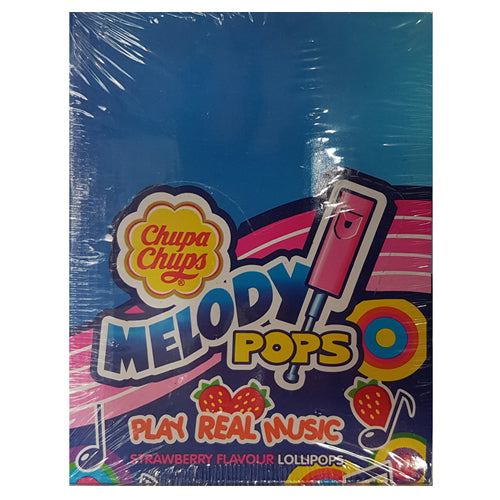 Chupa
Chups
®
MELODY
POPS
PLAY REAL MUSIC
STRAWBERRY FLAVOUR LOLLIPOPS